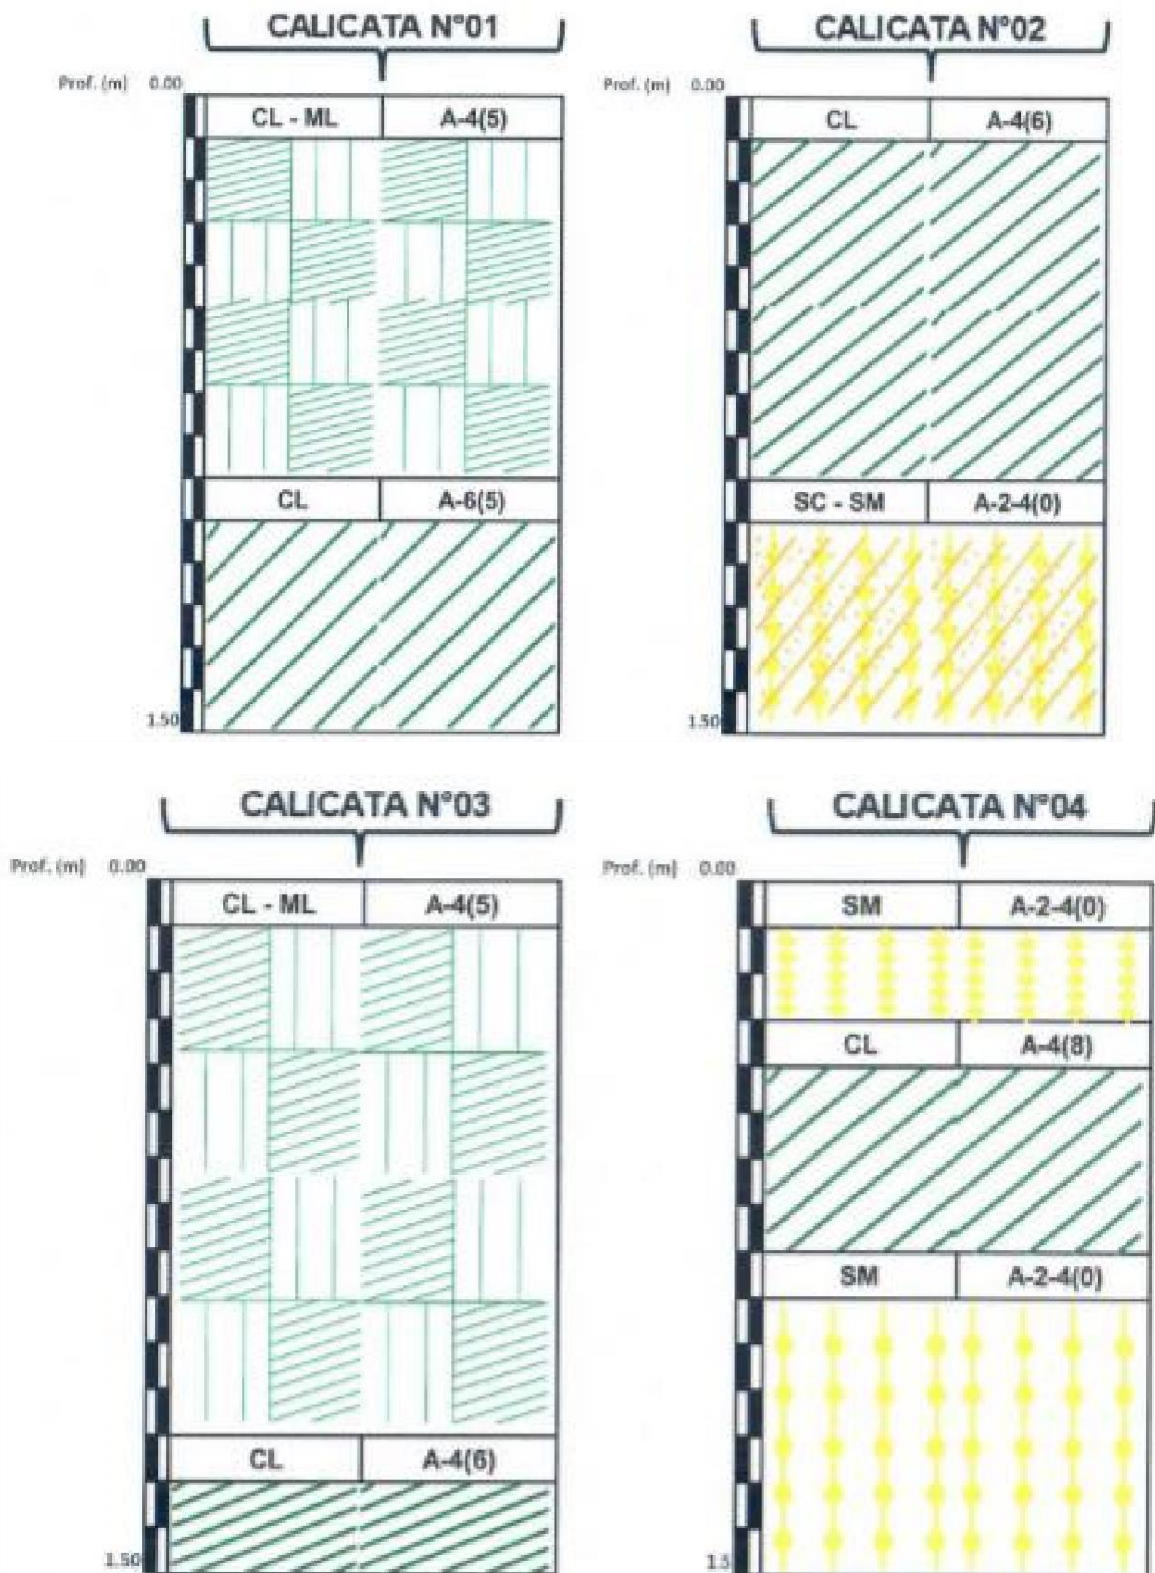 CALICATA N°01
Prof. (m) 0.00
CL - ML A-4(5)
CL A-6(5)
1.50
CALICATA N°02
Prof. (m) 0.00
CL A-4(6)
SC - SM A-2-4(0)
1.50
CALICATA N°03
Prof. (m) 0.00
CL - ML A-4(5)
CL A-4(6)
1.50
CALICATA N°04
Prof. (m) 0.00
SM A-2-4(0)
CL A-4(8)
SM A-2-4(0)
1.5